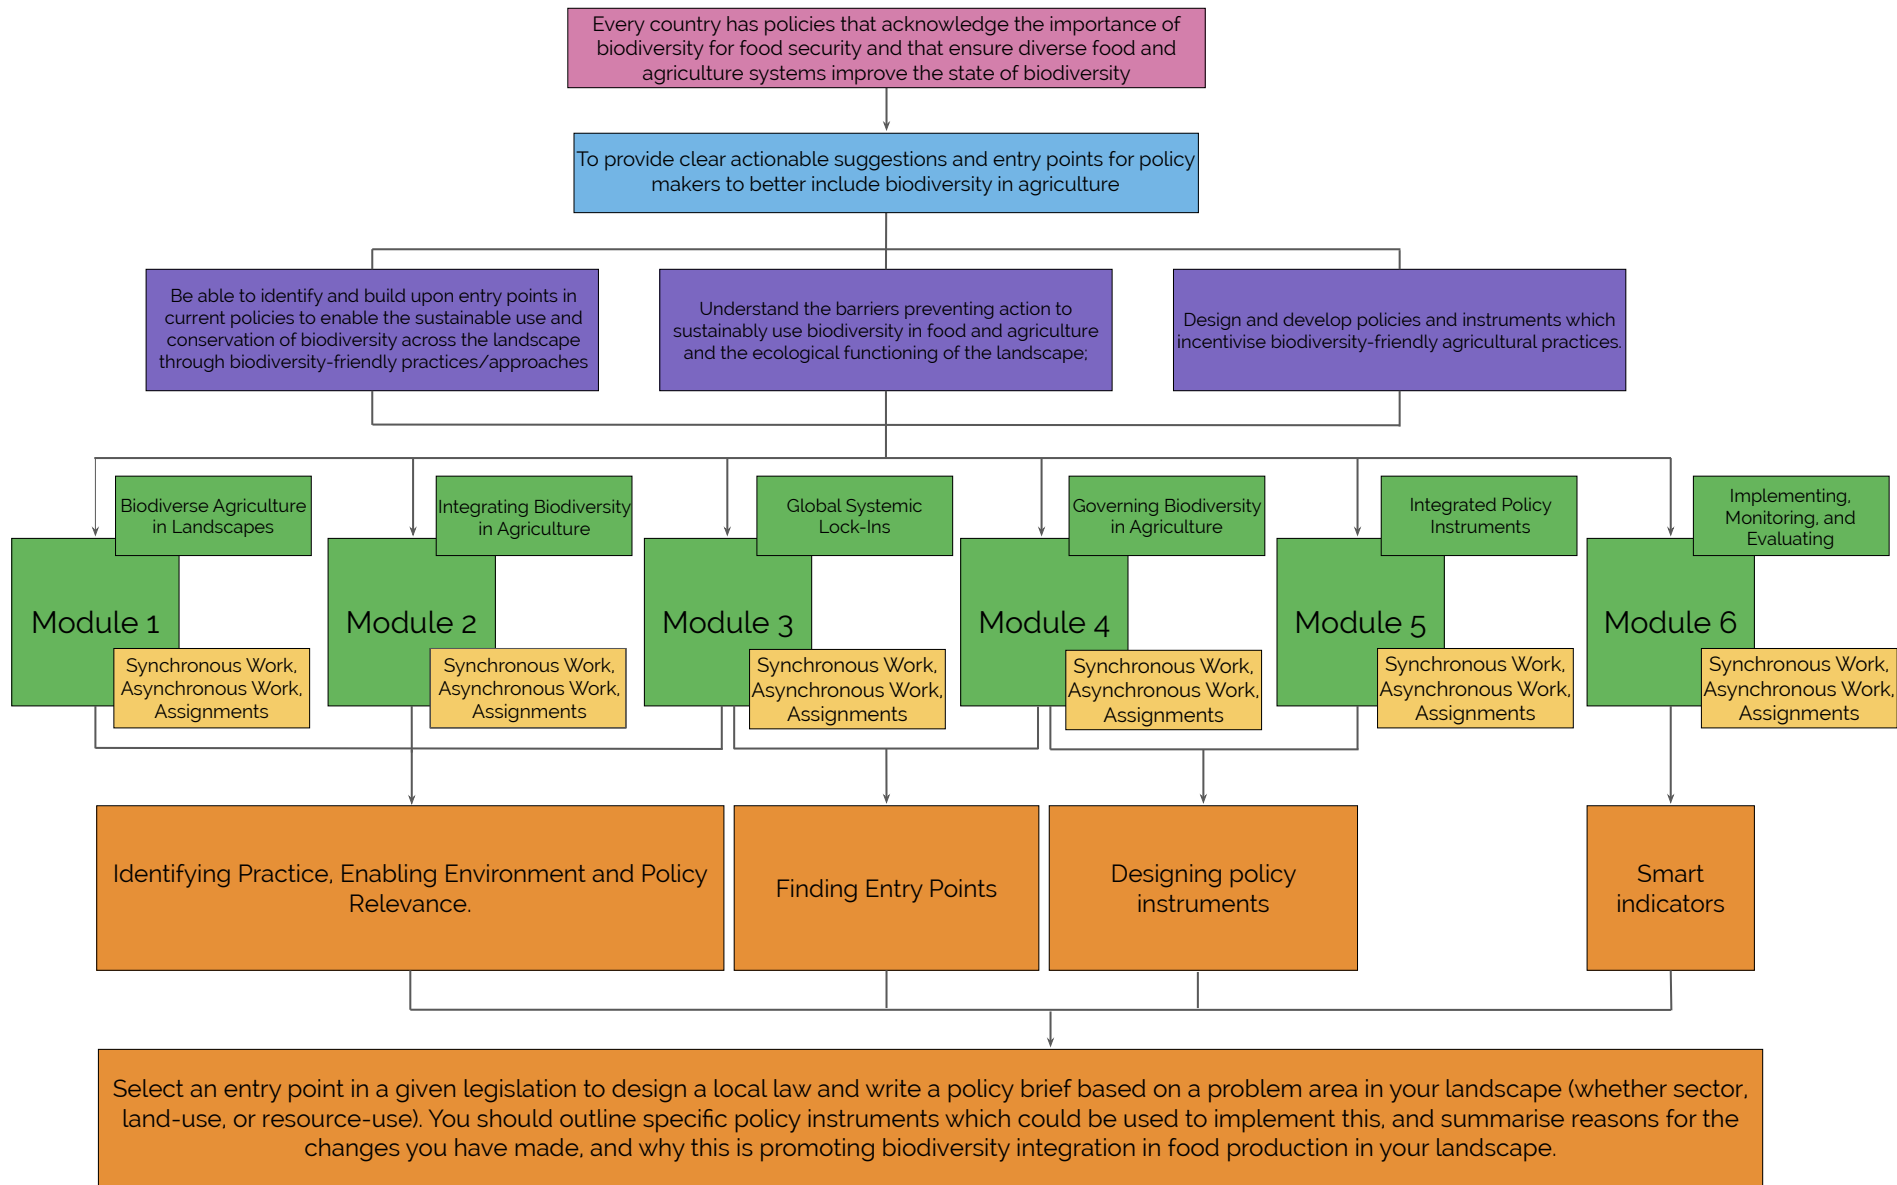 Every country has policies that acknowledge the importance of
biodiversity for food security and that ensure diverse food and
agriculture systems improve the state of biodiversity
To provide clear actionable suggestions and entry points for policy
makers to better include biodiversity in agriculture
Be able to identify and build upon entry points in
current policies to enable the sustainable use and
conservation of biodiversity across the landscape
through biodiversity-friendly practices/approaches
Understand the barriers preventing action to
sustainably use biodiversity in food and agriculture
and the ecological functioning of the landscape;
Design and develop policies and instruments which
incentivise biodiversity-friendly agricultural practices.
Biodiverse Agriculture
in Landscapes
Module 1
Synchronous Work,
Asynchronous Work,
Assignments
Integrating Biodiversity
in Agriculture
Module 2
Synchronous Work,
Asynchronous Work,
Assignments
Global Systemic
Lock-Ins
Module 3
Synchronous Work,
Asynchronous Work,
Assignments
Governing Biodiversity
in Agriculture
Module 4
Synchronous Work,
Asynchronous Work,
Assignments
Integrated Policy
Instruments
Module 5
Synchronous Work,
Asynchronous Work,
Assignments
Implementing,
Monitoring, and
Evaluating
Module 6
Synchronous Work,
Asynchronous Work,
Assignments
Identifying Practice, Enabling Environment and Policy
Relevance.
Finding Entry Points
Designing policy
instruments
Smart
indicators
Select an entry point in a given legislation to design a local law and write a policy brief based on a problem area in your landscape (whether sector,
land-use, or resource-use). You should outline specific policy instruments which could be used to implement this, and summarise reasons for the
changes you have made, and why this is promoting biodiversity integration in food production in your landscape.